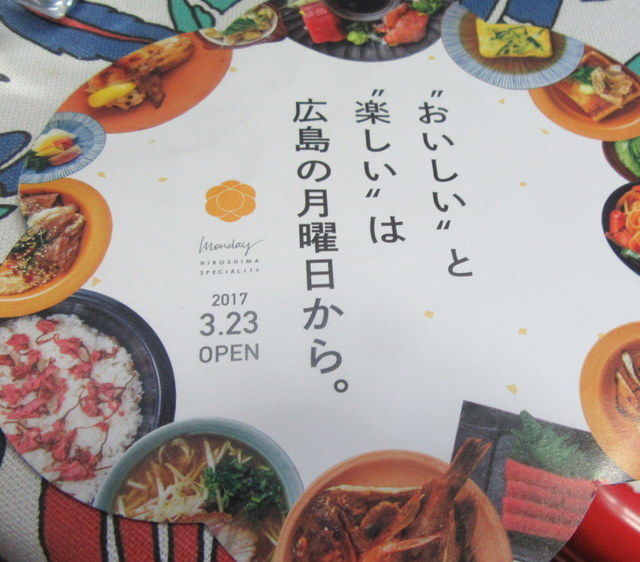 ”おいしい“と
”楽しい“は
広島の月曜日から。
Monday
HIROSHIMA
SPECIALITY
2017
3.23
OPEN